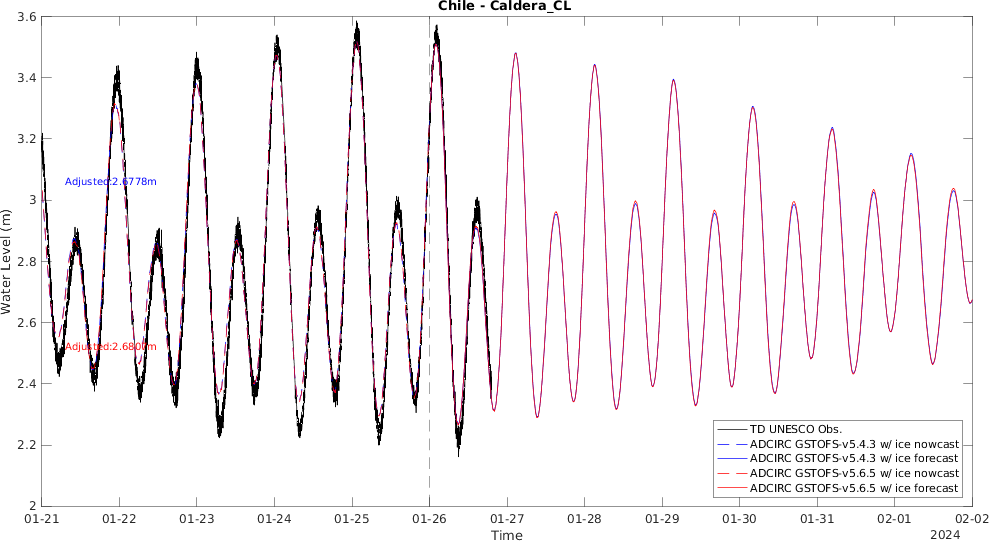 Chile - Caldera_CL
3.6
3.4
3.2
3
2.8
2.6
2.4
2.2
2
Water Level (m)
Adjusted:2.6778m
Adjusted:2.6806m
TD UNESCO Obs.
ADCIRC GSTOFS-v5.4.3 w/ ice nowcast
ADCIRC GSTOFS-v5.4.3 w/ ice forecast
ADCIRC GSTOFS-v5.6.5 w/ ice nowcast
ADCIRC GSTOFS-v5.6.5 w/ ice forecast
01-21 01-22 01-23 01-24 01-25 01-26 01-27 01-28 01-29 01-30 01-31 02-01 02-02
Time
2024